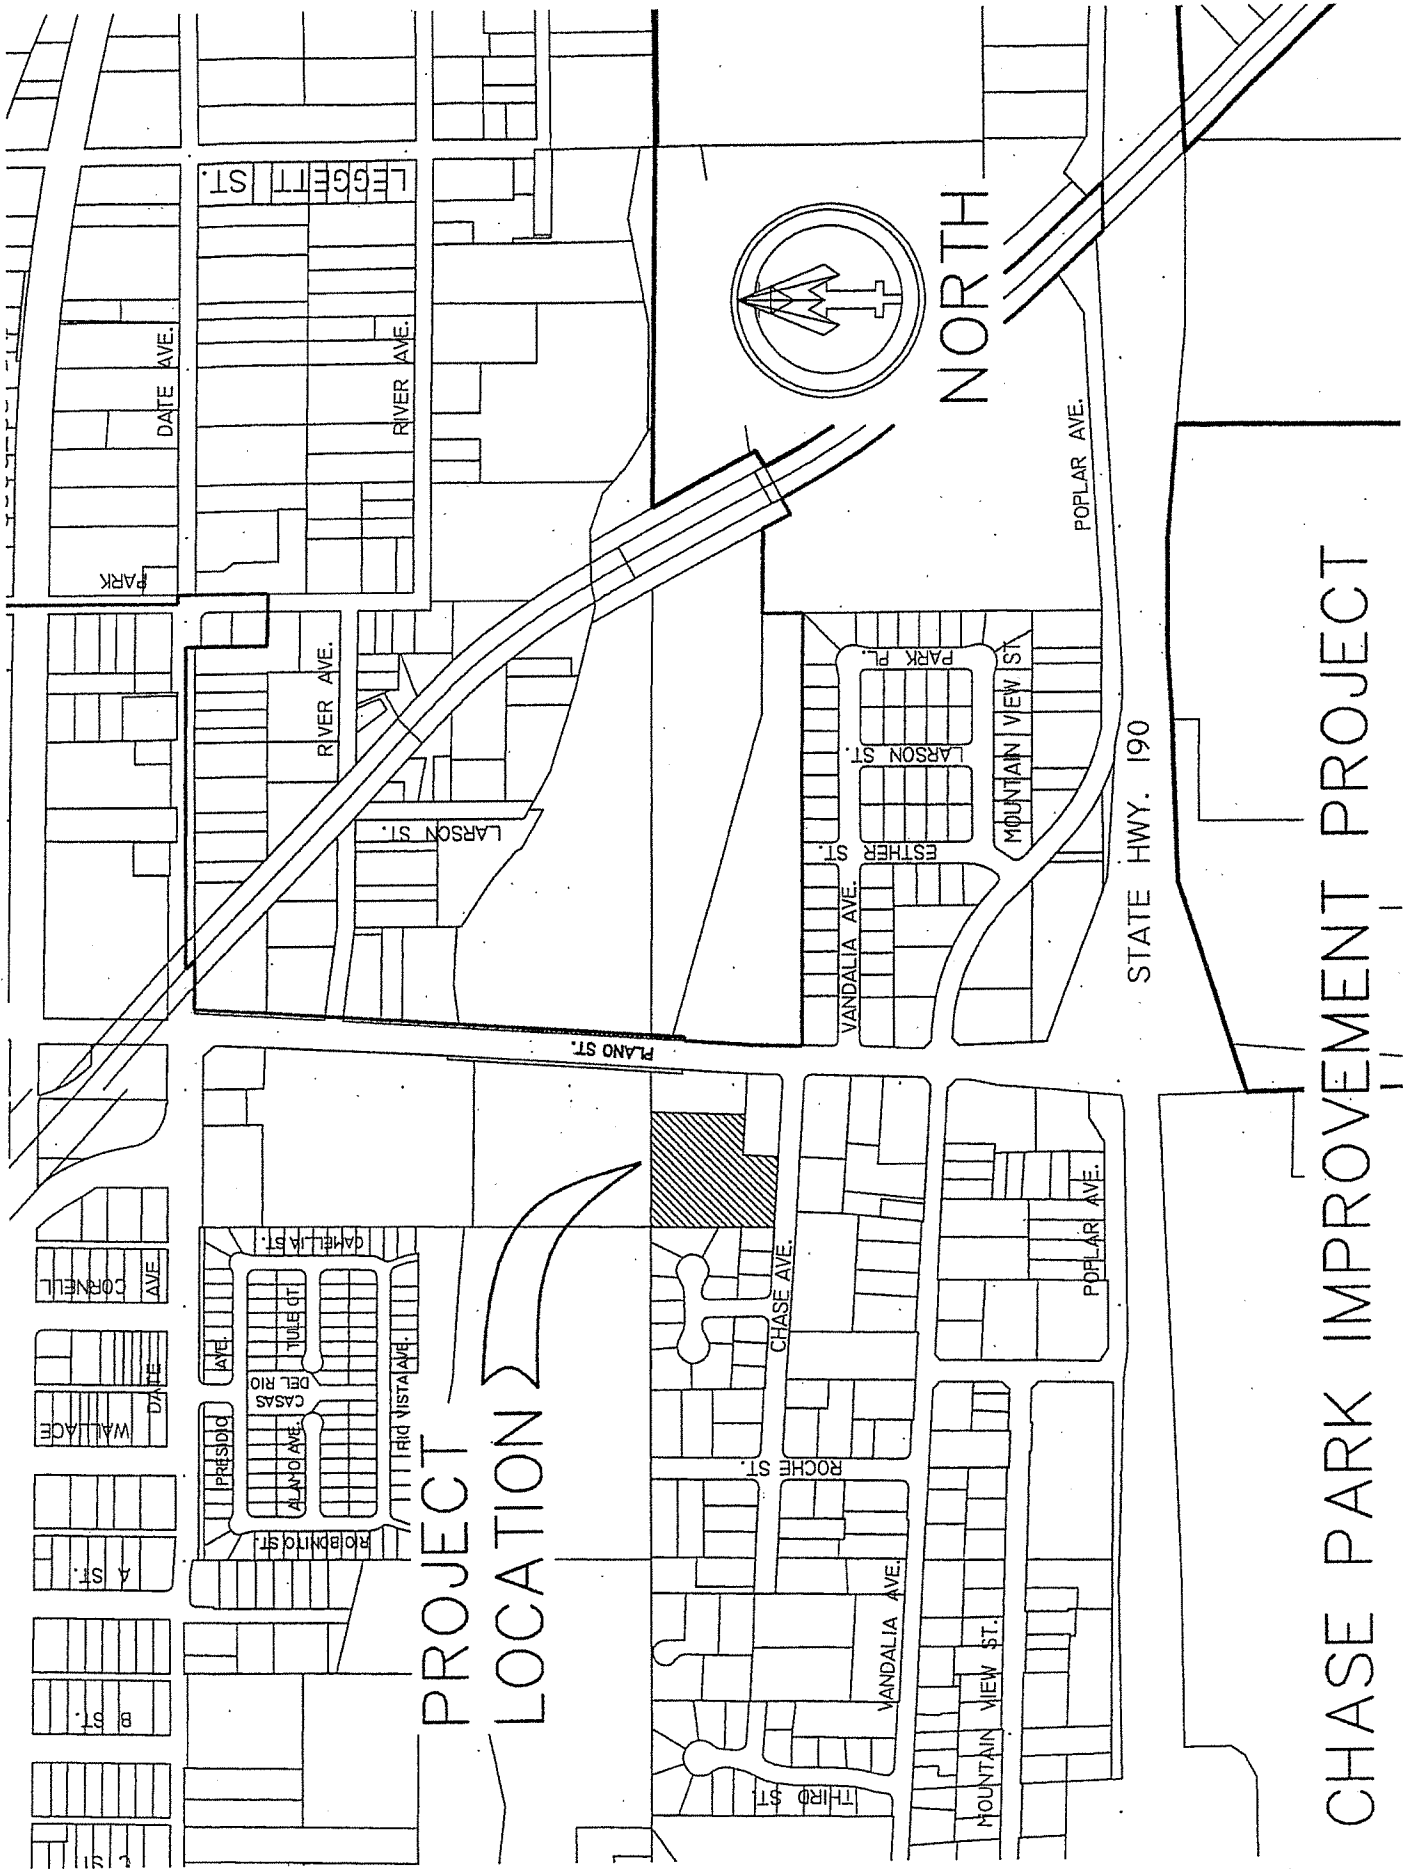 LEGGETT ST.
DATE AVE.
RIVER AVE.
PARK
NORTH
RIVER AVE.
LARSON ST.
POPLAR AVE.
PARK PL.
LARSON ST.
ESTHER ST.
MOUNTAIN VIEW ST.
VANDALIA AVE.
STATE HWY. 190
PLANO ST.
CORNELL
AVE.
WALLACE
DATE
A ST.
B ST.
C ST
CAMELLIA ST.
PRESIDIO AVE.
TULE CT.
CASAS
DEL RIO
ALAMO AVE.
RIO VISTA AVE.
RIO BONITO ST.
PROJECT
LOCATION
CHASE AVE.
ROCHE ST.
POPLAR AVE.
VANDALIA AVE.
MOUNTAIN VIEW ST.
THIRD ST.
CHASE PARK IMPROVEMENT PROJECT